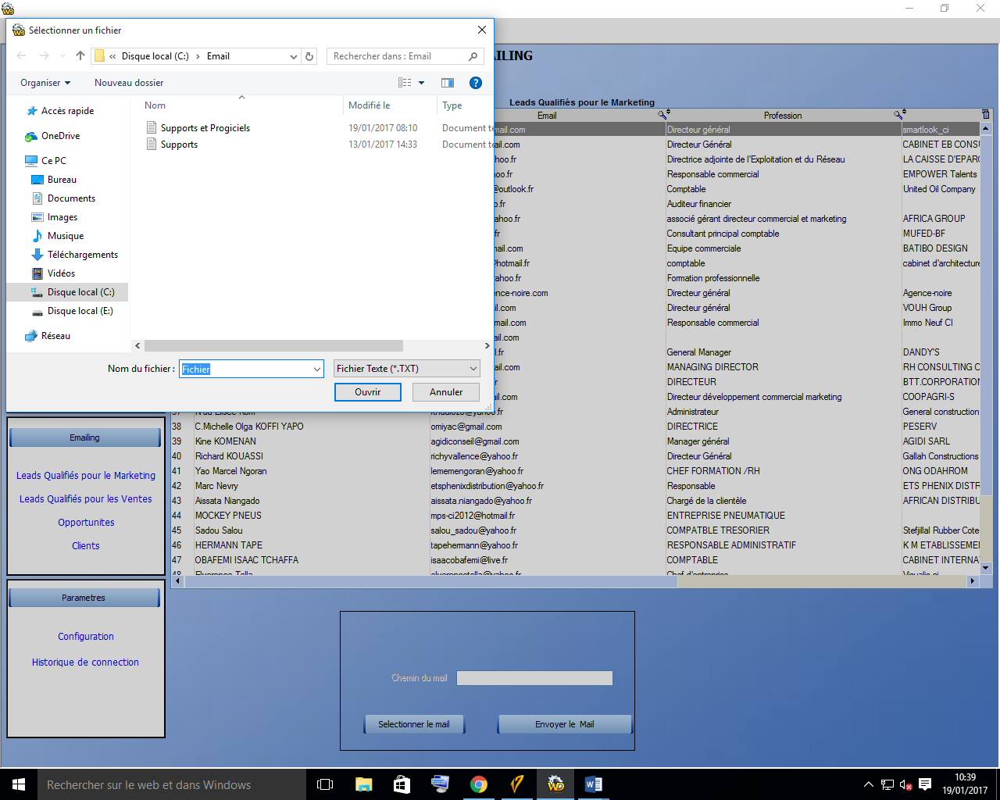 Sélectionner un fichier
« Disque local (C:) › Email
Rechercher dans : Email
Organiser
Nouveau dossier
Accès rapide
OneDrive
Ce PC
Bureau
Documents
Images
Musique
Téléchargements
Vidéos
Disque local (C:)
Disque local (E:)
Réseau
Nom Modifié le Type
Supports et Progiciels 19/01/2017 08:10 Document te
Supports 13/01/2017 14:33 Document te
Nom du fichier : Fichier Fichier Texte (*.TXT)
Ouvrir Annuler
ILING
Leads Qualifiés pour le Marketing
Email Profession
mail.com Directeur général smartlook_ci
ail.com Directeur Général CABINET EB CONSU
hoo.fr Directrice adjointe de l'Exploitation et du Réseau LA CAISSE D'EPARG
oo.fr Responsable commercial EMPOWER Talents
@outlook.fr Comptable United Oil Company
o.fr Auditeur financier
ahoo.fr associé gérant directeur commercial et marketing AFRICA GROUP
.fr Consultant principal comptable MUFED-BF
nail.com Equipe commerciale BATIBO DESIGN
@hotmail.fr comptable cabinet d'architecture
ahoo.fr Formation professionnelle
ence-noire.com Directeur général Agence-noire
ail.com Directeur général VOUH Group
mail.com Responsable commercial Immo Neuf CI
ail.com
l.fr General Manager DANDY'S
mail.com MANAGING DIRECTOR RH CONSULTING C
r DIRECTEUR BTT.CORPORATION
ail.com Directeur développement commercial marketing COOPAGRI-S
Administrateur General construction
38 C.Michelle Olga KOFFI YAPO omiyac@gmail.com DIRECTRICE PESERV
39 Kine KOMENAN agidiconseil@gmail.com Manager général AGIDI SARL
40 Richard KOUASSI richyvallence@yahoo.fr Directeur Général Gallah Constructions
41 Yao Marcel Ngoran lememengoran@yahoo.fr CHEF FORMATION /RH ONG ODAHROM
42 Marc Nevry etsphenixdistribution@yahoo.fr Responsable ETS PHENIX DISTR
43 Aissata Niangado aissata.niangado@yahoo.fr Chargé de la clientèle AFRICAN DISTRIBU
44 MOCKEY PNEUS mps-ci2012@hotmail.fr ENTREPRISE PNEUMATIQUE
45 Sadou Salou salou_sadou@yahoo.fr COMPATBLE TRESORIER Stefjillal Rubber Cote
46 HERMANN TAPE tapehermann@yahoo.fr RESPONSABLE ADMINISTRATIF K M ETABLISSEMEN
47 OBAFEMI ISAAC TCHAFFA isaacobafemi@live.fr COMPTABLE CABINET INTERNA
Emailing
Leads Qualifiés pour le Marketing
Leads Qualifiés pour les Ventes
Opportunites
Clients
Parametres
Configuration
Historique de connection
Chemin du mail
Selectionner le mail Envoyer le Mail
Rechercher sur le web et dans Windows
10:39
19/01/2017